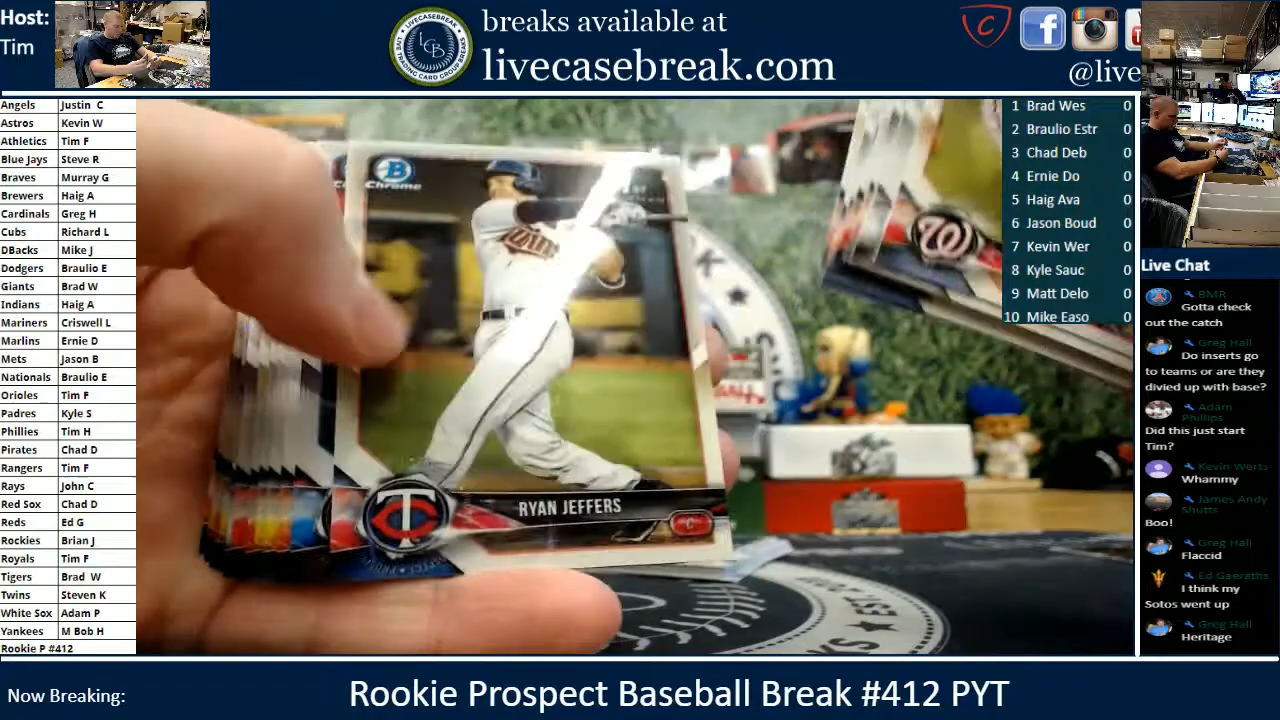 Host:
Tim
breaks available at
livecasebreak.com
@live
Angels Justin C
Astros Kevin W
Athletics Tim F
Blue Jays Steve R
Braves Murray G
Brewers Haig A
Cardinals Greg H
Cubs Richard L
DBacks Mike J
Dodgers Braulio E
Giants Brad W
Indians Haig A
Mariners Criswell L
Marlins Ernie D
Mets Jason B
Nationals Braulio E
Orioles Tim F
Padres Kyle S
Phillies Tim H
Pirates Chad D
Rangers Tim F
Rays John C
Red Sox Chad D
Reds Ed G
Rockies Brian J
Royals Tim F
Tigers Brad W
Twins Steven K
White Sox Adam P
Yankees M Bob H
Rookie P #412
B
Chrome
RYAN JEFFERS
C
1 Brad Wes 0
2 Braulio Estr 0
3 Chad Deb 0
4 Ernie Do 0
5 Haig Ava 0
6 Jason Boud 0
7 Kevin Wer 0
8 Kyle Sauc 0
9 Matt Delo 0
10 Mike Easo 0
Live Chat
BMR
Gotta check
out the catch
Greg Hall
Do inserts go
to teams or are they
divied up with base?
Adam
Phillips
Did this just start
Tim?
Kevin Werts
Whammy
James Andy
Shutts
Boo!
Greg Hall
Flaccid
Ed Gaeraths
I think my
Sotos went up
Greg Hall
Heritage
Now Breaking:
Rookie Prospect Baseball Break #412 PYT